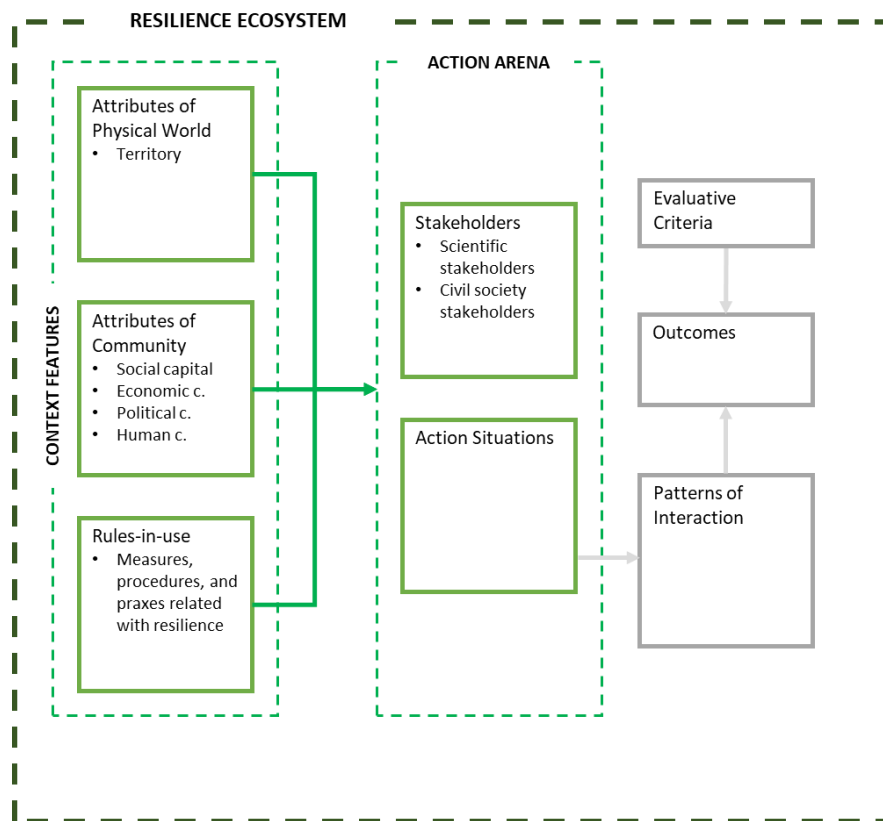 RESILIENCE ECOSYSTEM
CONTEXT FEATURES
Attributes of
Physical World
• Territory
Attributes of
Community
• Social capital
• Economic c.
• Political c.
• Human c.
Rules-in-use
• Measures,
procedures, and
praxes related
with resilience
ACTION ARENA
Stakeholders
• Scientific
stakeholders
• Civil society
stakeholders
Action Situations
Evaluative
Criteria
Outcomes
Patterns of
Interaction